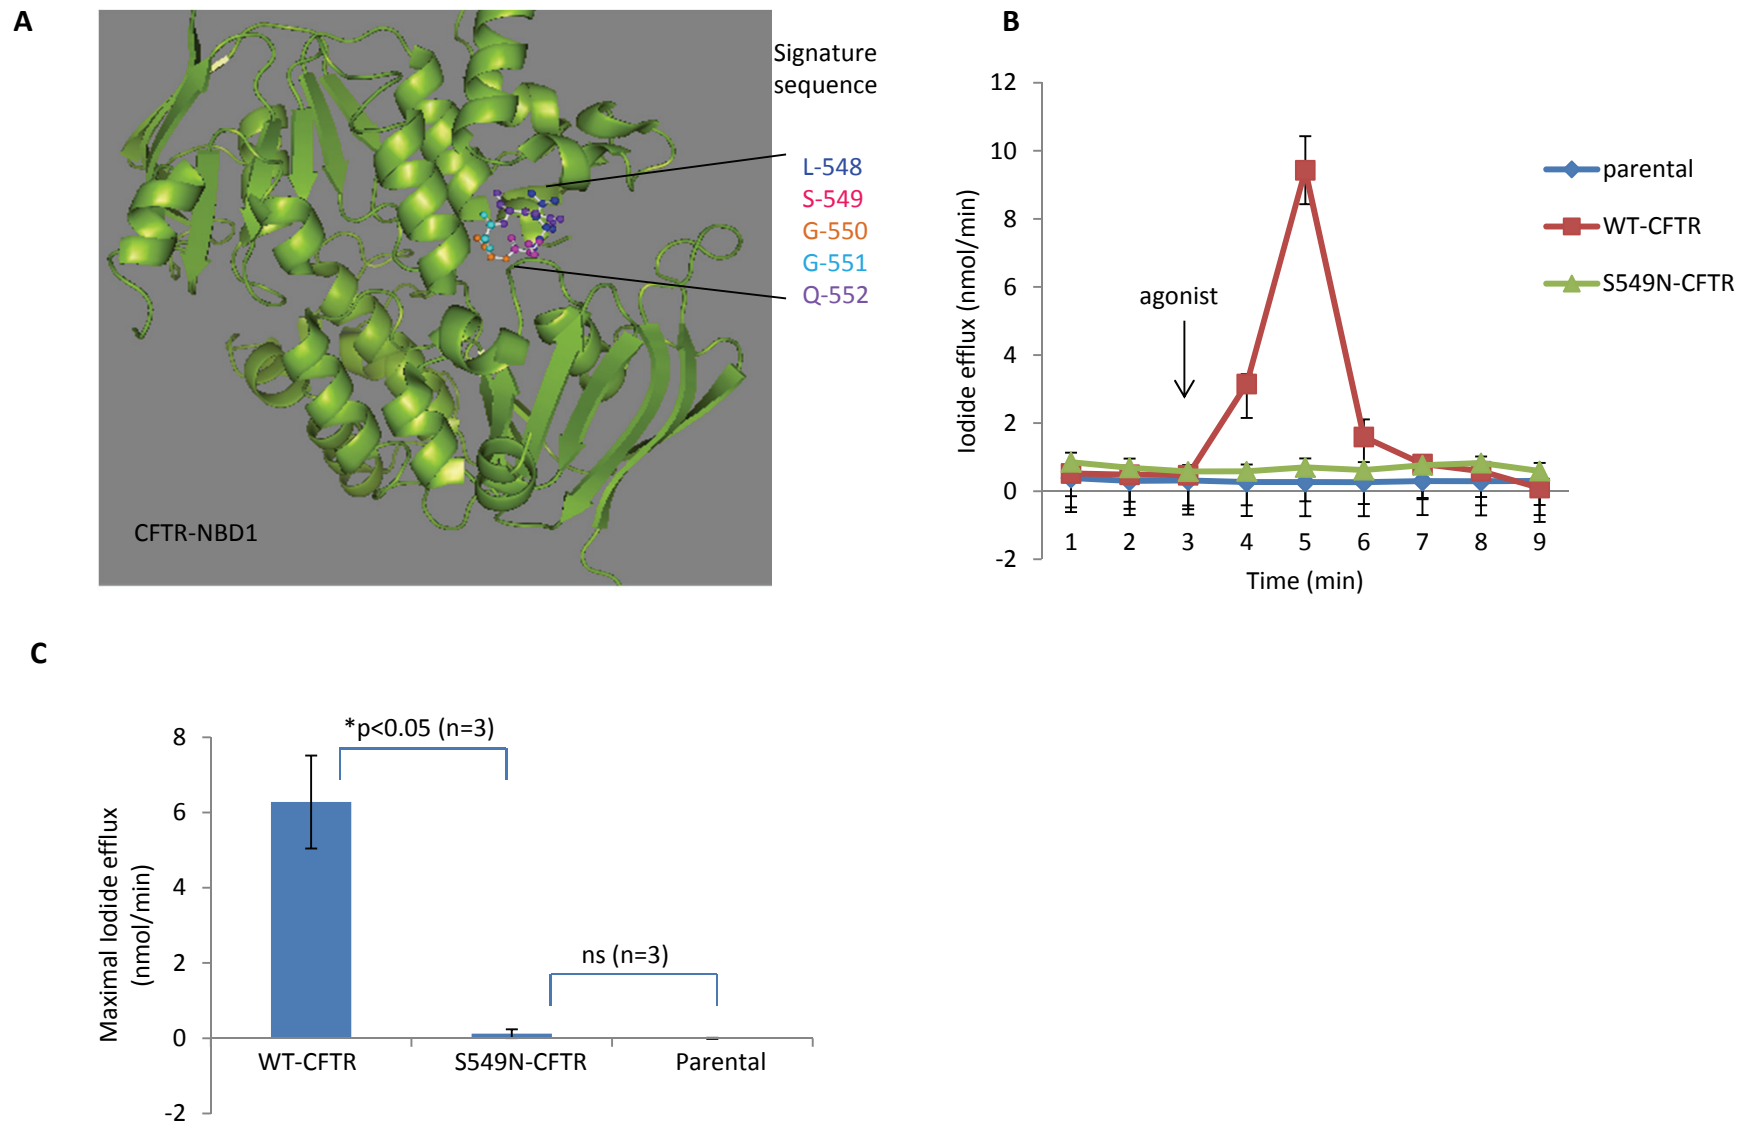 A
Signature
sequence
L-548
S-549
G-550
G-551
Q-552
CFTR-NBD1
B
12
10
8
6
4
2
0
-2
Iodide efflux (nmol/min)
agonist
1 2 3 4 5 6 7 8 9
Time (min)
parental
WT-CFTR
S549N-CFTR
C
8
6
4
2
0
-2
Maximal Iodide efflux
(nmol/min)
*p<0.05 (n=3)
ns (n=3)
WT-CFTR S549N-CFTR Parental